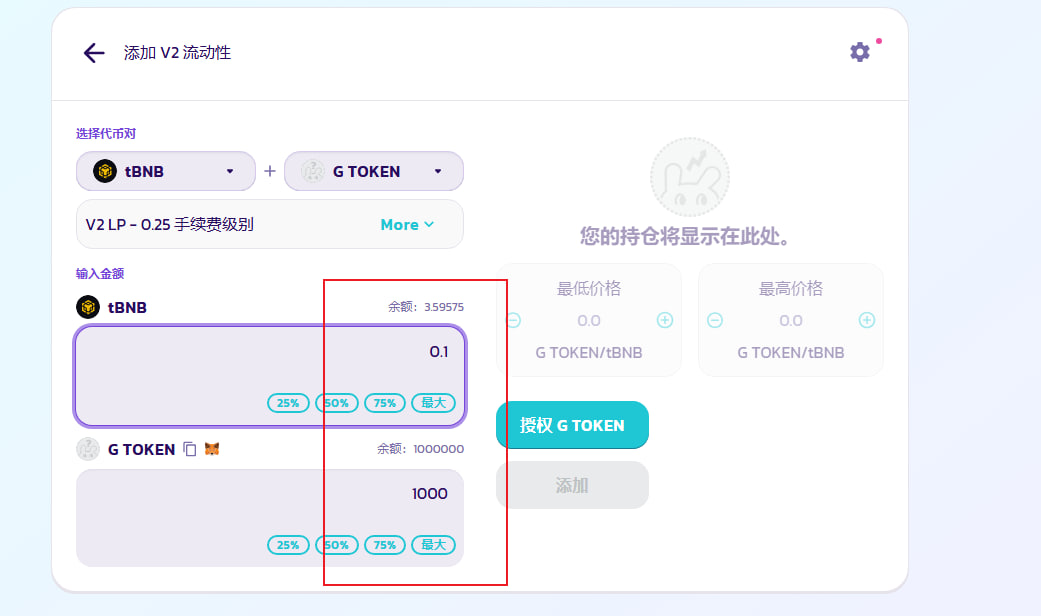 添加 V2 流动性
选择代币对
tBNB + G TOKEN
V2 LP - 0.25 手续费级别 More
输入金额
tBNB 余额: 3.59575
0.1
25% 50% 75% 最大
G TOKEN 余额: 1000000
1000
25% 50% 75% 最大
您的持仓将显示在此处。
最低价格 最高价格
0.0 0.0
G TOKEN/tBNB G TOKEN/tBNB
授权 G TOKEN
添加